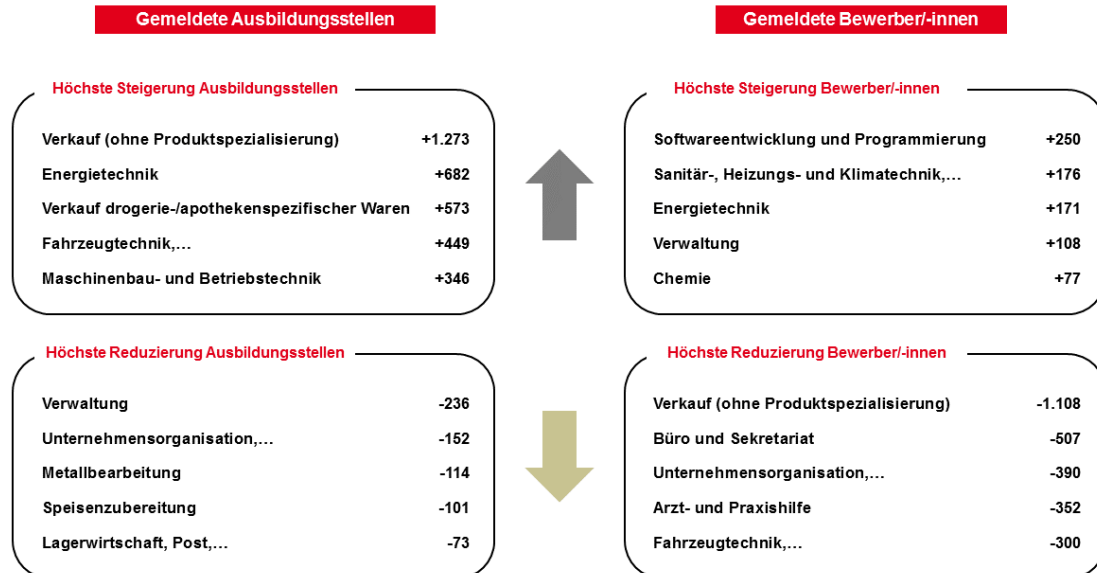 Gemeldete Ausbildungsstellen
Höchste Steigerung Ausbildungsstellen
Verkauf (ohne Produktspezialisierung) +1.273
Energietechnik +682
Verkauf drogerie-/apothekenspezifischer Waren +573
Fahrzeugtechnik,... +449
Maschinenbau- und Betriebstechnik +346
Höchste Reduzierung Ausbildungsstellen
Verwaltung -236
Unternehmensorganisation,... -152
Metallbearbeitung -114
Speisenzubereitung -101
Lagerwirtschaft, Post,... -73
Gemeldete Bewerber/-innen
Höchste Steigerung Bewerber/-innen
Softwareentwicklung und Programmierung +250
Sanitär-, Heizungs- und Klimatechnik,... +176
Energietechnik +171
Verwaltung +108
Chemie +77
Höchste Reduzierung Bewerber/-innen
Verkauf (ohne Produktspezialisierung) -1.108
Büro und Sekretariat -507
Unternehmensorganisation,... -390
Arzt- und Praxishilfe -352
Fahrzeugtechnik,... -300